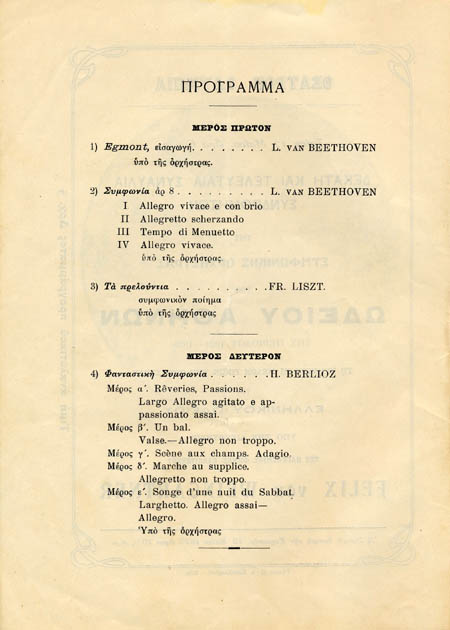 ΠΡΟΓΡΑΜΜΑ
ΜΕΡΟΣ ΠΡΩΤΟΝ
1) Egmont, εἰσαγωγή. . . . . . . . . L. VAN BEETHOVEN
ὑπὸ τῆς ὀρχήστρας.
2) Συμφωνία ἀρ 8. . . . . . . . . . L. VAN BEETHOVEN
I Allegro vivace e con brio
II Allegretto scherzando
III Tempo di Menuetto
IV Allegro vivace.
ὑπὸ τῆς ὀρχήστρας
3) Τὰ πρελούντια . . . . . . . . . . FR. LISZT.
συμφωνικὸν ποίημα
ὑπὸ τῆς ὀρχήστρας
ΜΕΡΟΣ ΔΕΥΤΕΡΟΝ
4) Φανταστικὴ Συμφωνία . . . . . . H. BERLIOZ
Μέρος α΄. Rêveries, Passions.
Largo Allegro agitato e ap-
passionato assai.
Μέρος β΄. Un bal.
Valse.—Allegro non troppo.
Μέρος γ΄. Scène aux champs. Adagio.
Μέρος δ΄. Marche au supplice.
Allegretto non troppo.
Μέρος ε΄. Songe d'une nuit du Sabbat.
Larghetto. Allegro assai—
Allegro.
Ὑπὸ τῆς ὀρχήστρας